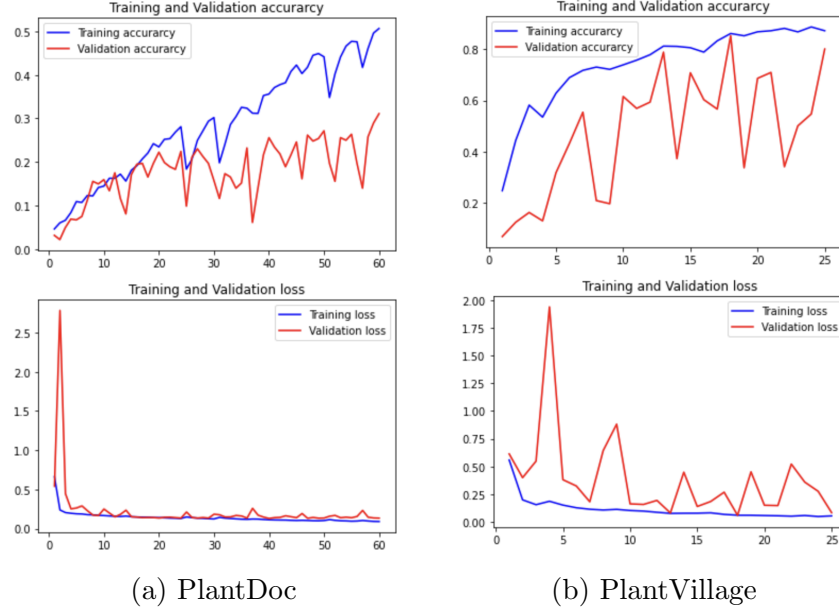 Training and Validation accurarcy
Training accurarcy
Validation accurarcy
0.5
0.4
0.3
0.2
0.1
0.0
0 10 20 30 40 50 60
Training and Validation accurarcy
Training accurarcy
Validation accurarcy
0.8
0.6
0.4
0.2
0 5 10 15 20 25
Training and Validation loss
Training loss
Validation loss
2.5
2.0
1.5
1.0
0.5
0.0
0 10 20 30 40 50 60
Training and Validation loss
Training loss
Validation loss
2.00
1.75
1.50
1.25
1.00
0.75
0.50
0.25
0.00
0 5 10 15 20 25
(a) PlantDoc
(b) PlantVillage